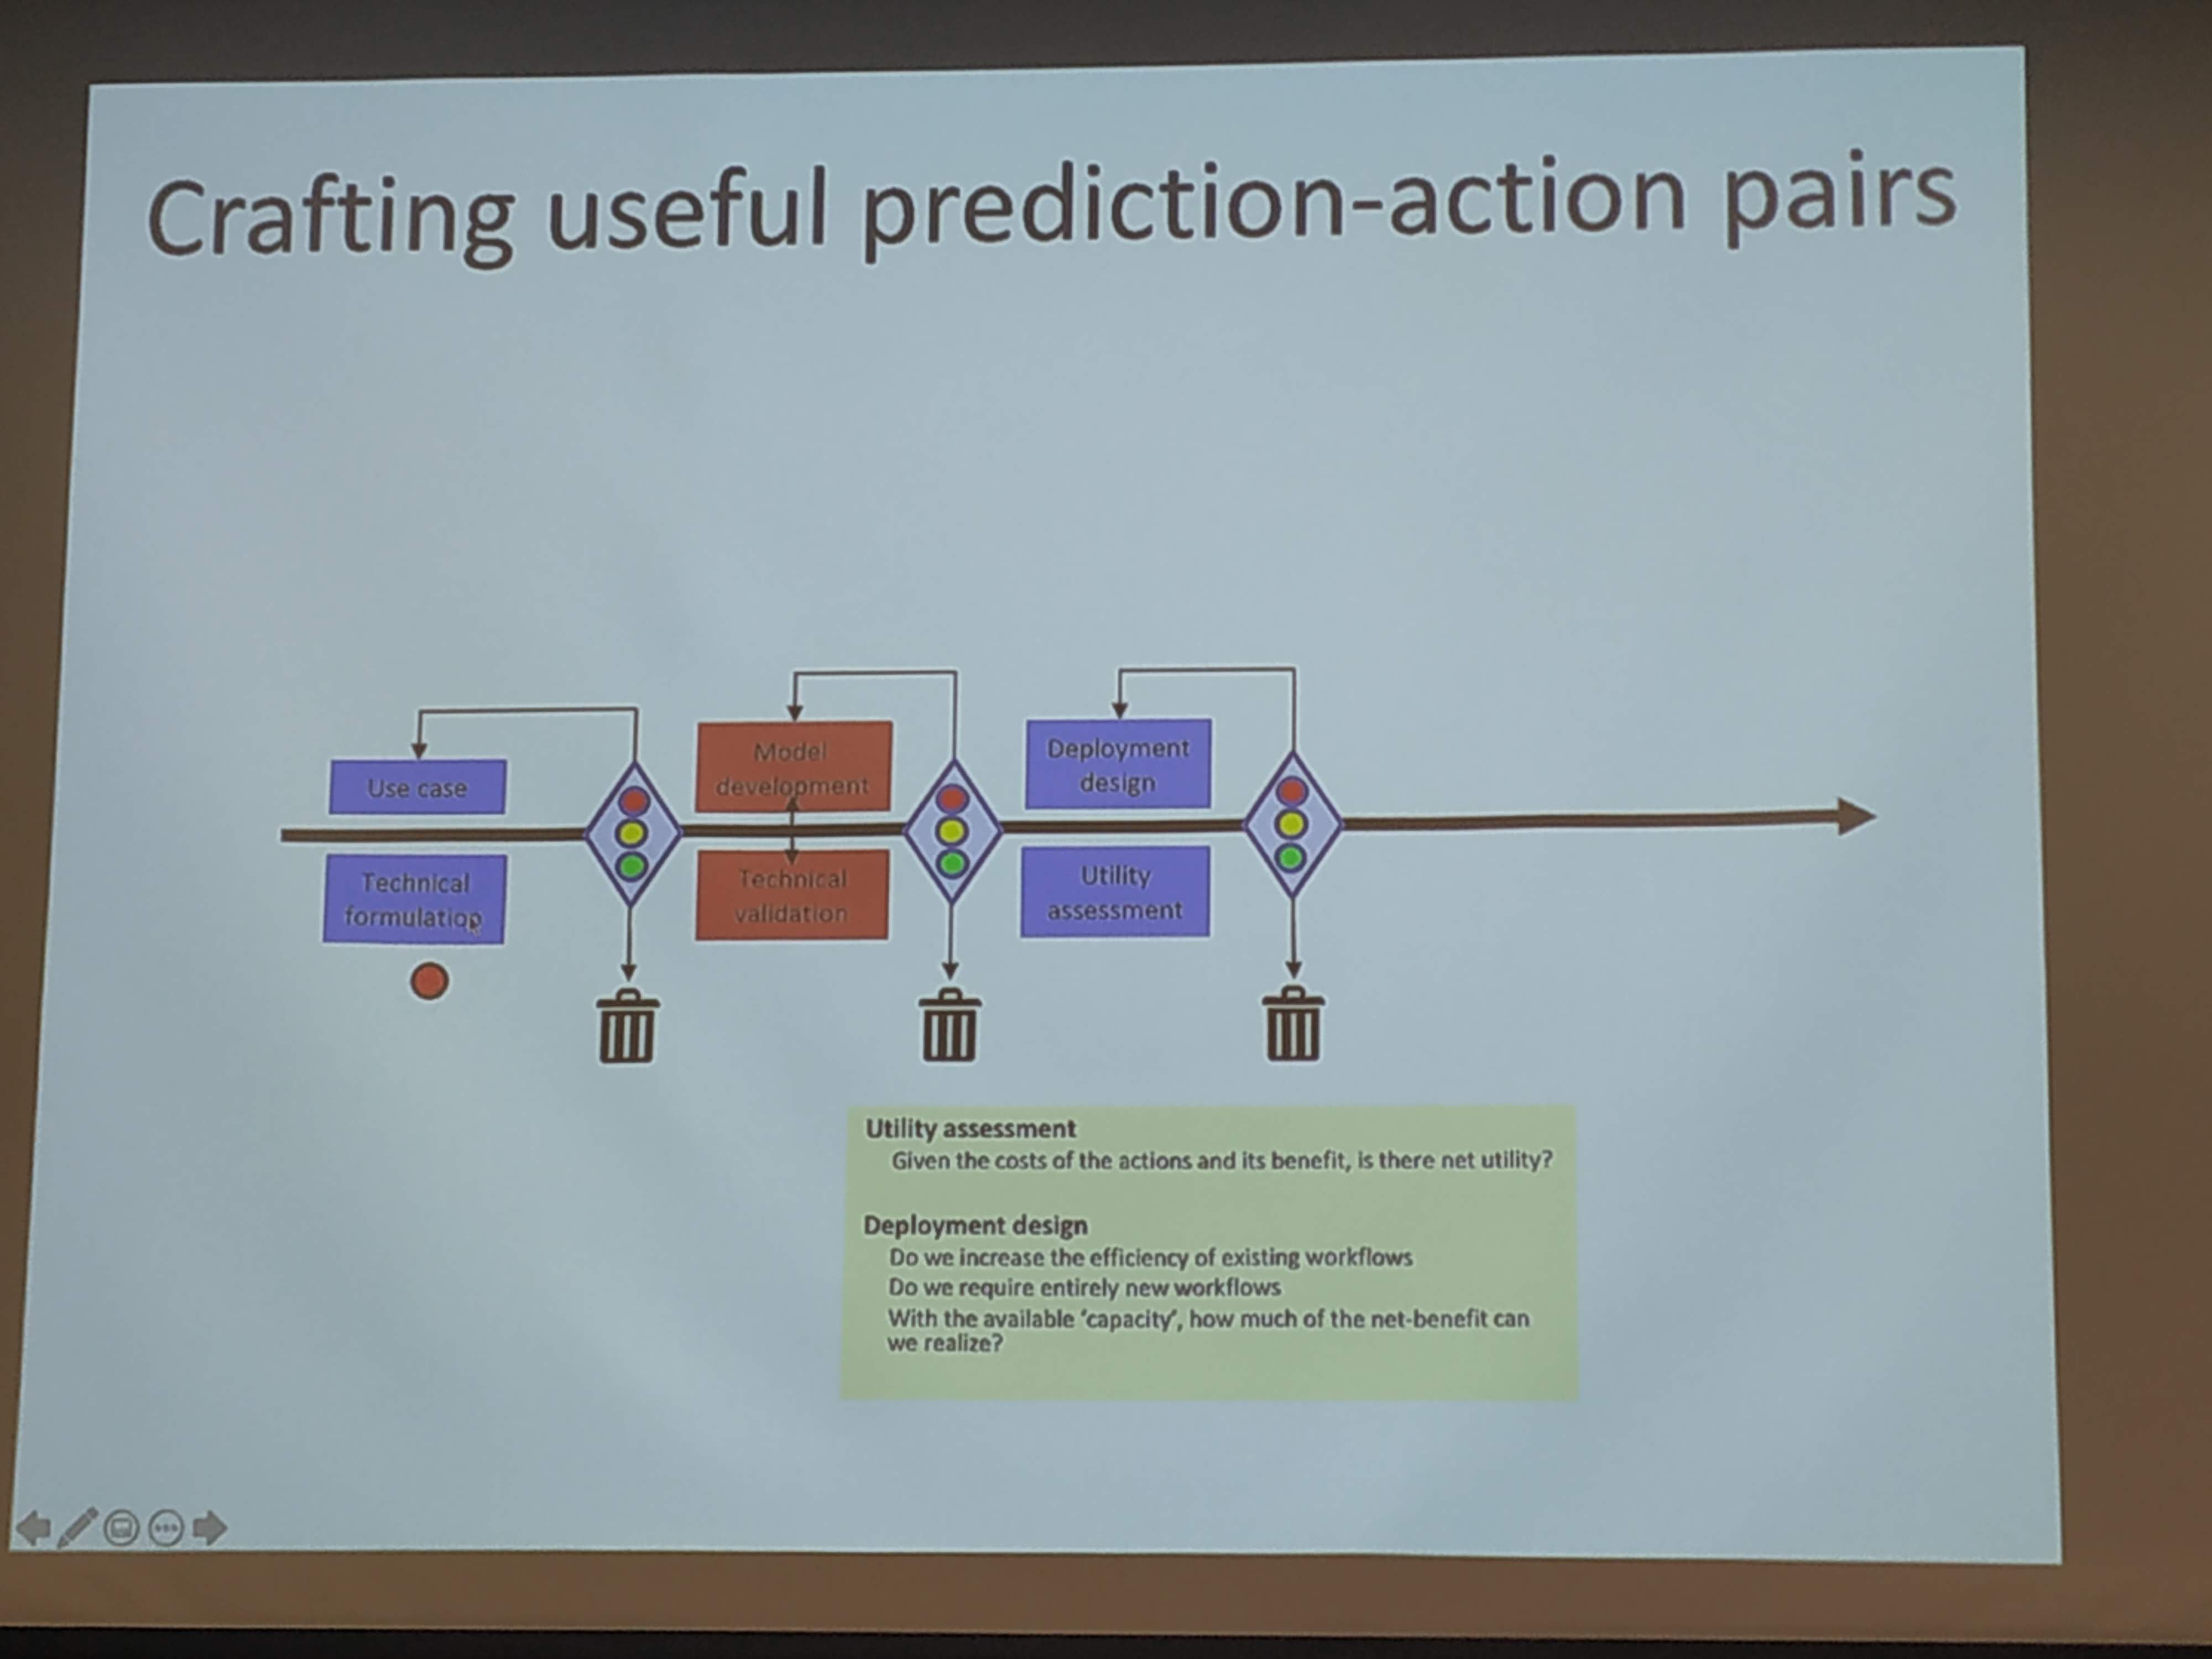 Crafting useful prediction-action pairs
Use case
Technical
formulation
Model
development
Technical
validation
Deployment
design
Utility
assessment
Utility assessment
Given the costs of the actions and its benefit, is there net utility?
Deployment design
Do we increase the efficiency of existing workflows
Do we require entirely new workflows
With the available ‘capacity’, how much of the net-benefit can
we realize?